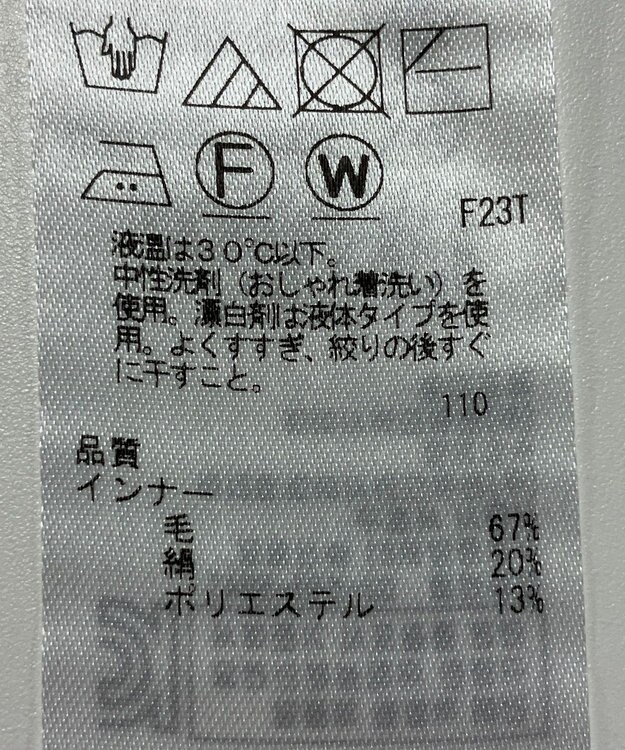 F W
F23T
液温は30℃以下。
中性洗剤（おしゃれ着洗い）を
使用。漂白剤は液体タイプを使
用。よくすすぎ、絞りの後すぐ
に干すこと。
110
品質
インナー
毛 67%
絹 20%
ポリエステル 13%